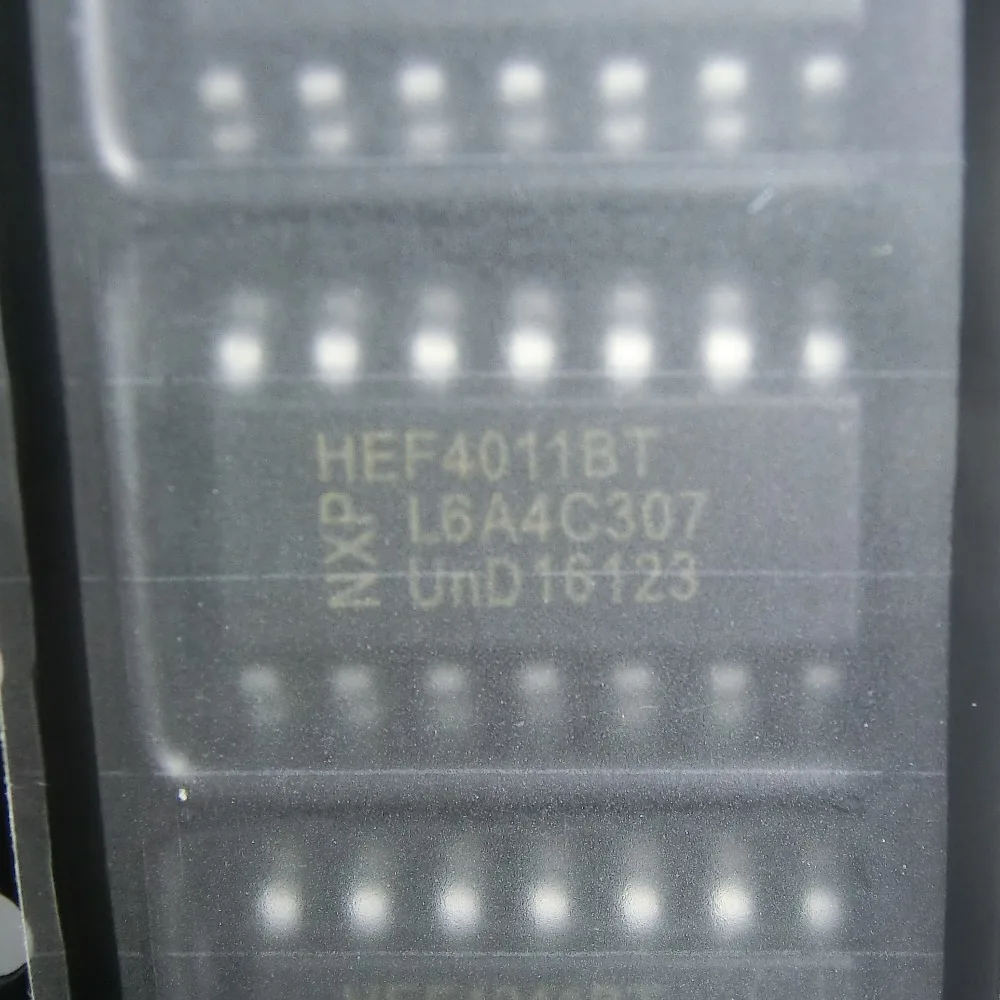 HEF4011BT
NXP
L6A4C307
UnD16123